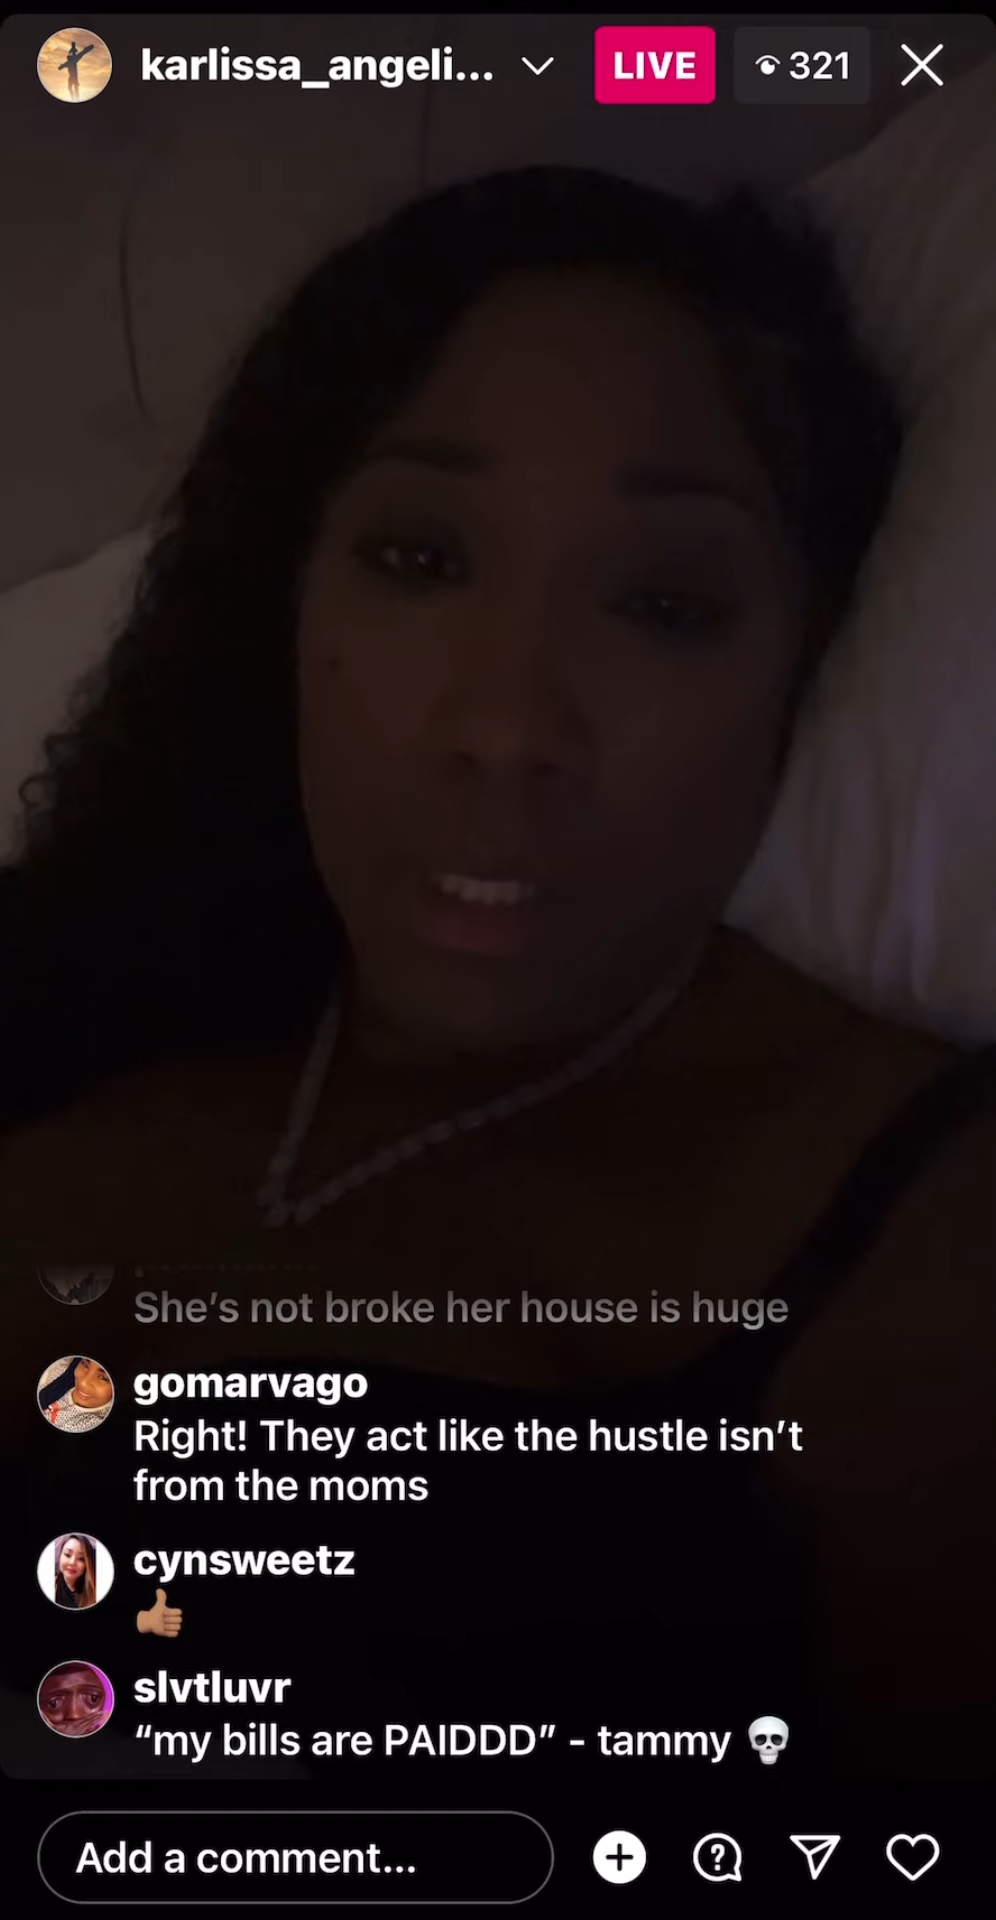 karlissa_angeli...
LIVE
321
She's not broke her house is huge
gomarvago
Right! They act like the hustle isn't
from the moms
cynsweetz
slvtluvr
“my bills are PAIDDD” - tammy 💀
Add a comment...